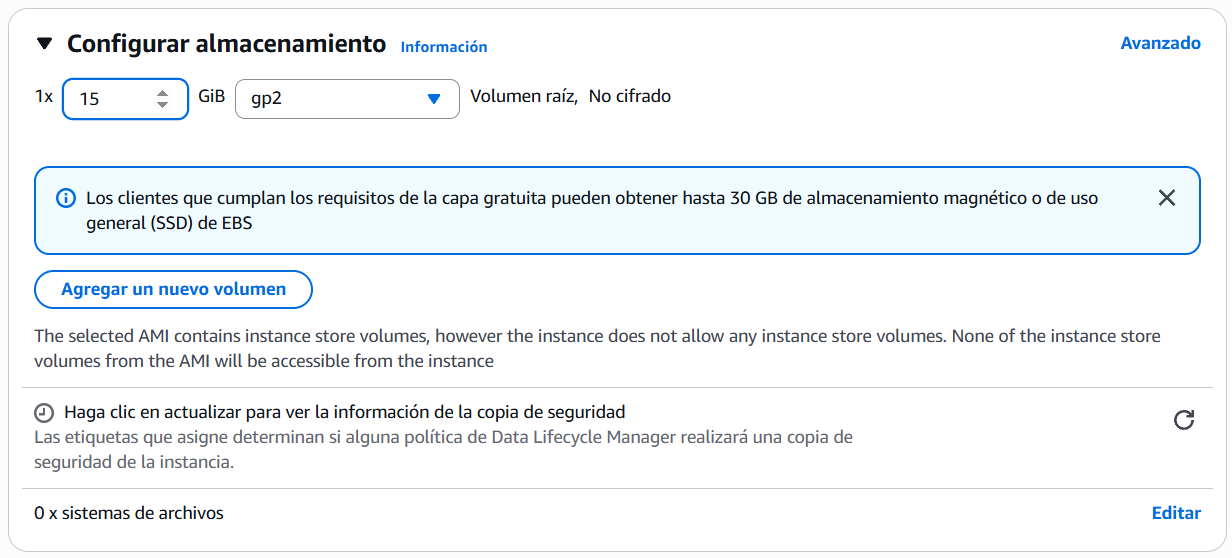 Configurar almacenamiento Información Avanzado
1x 15 GiB gp2 Volumen raíz, No cifrado
Los clientes que cumplan los requisitos de la capa gratuita pueden obtener hasta 30 GB de almacenamiento magnético o de uso
general (SSD) de EBS
Agregar un nuevo volumen
The selected AMI contains instance store volumes, however the instance does not allow any instance store volumes. None of the instance store
volumes from the AMI will be accessible from the instance
Haga clic en actualizar para ver la información de la copia de seguridad
Las etiquetas que asigne determinan si alguna política de Data Lifecycle Manager realizará una copia de
seguridad de la instancia.
0 x sistemas de archivos Editar